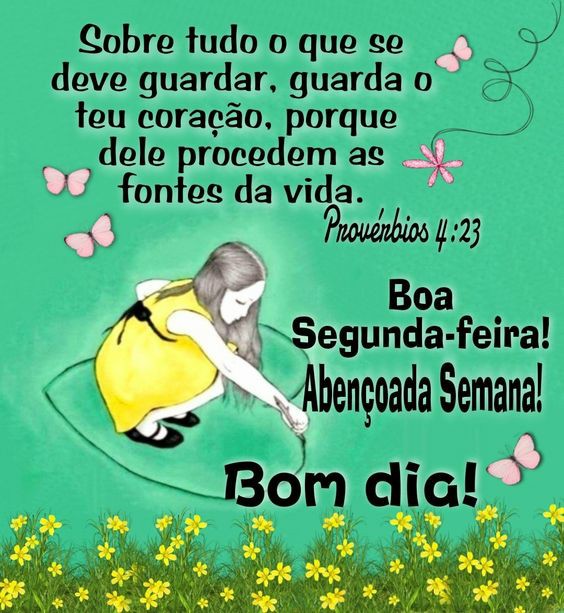 Sobre tudo o que se
deve guardar, guarda o
teu coração, porque
dele procedem as
fontes da vida.
Provérbios 4:23
Boa
Segunda-feira!
Abençoada Semana!
Bom dia!